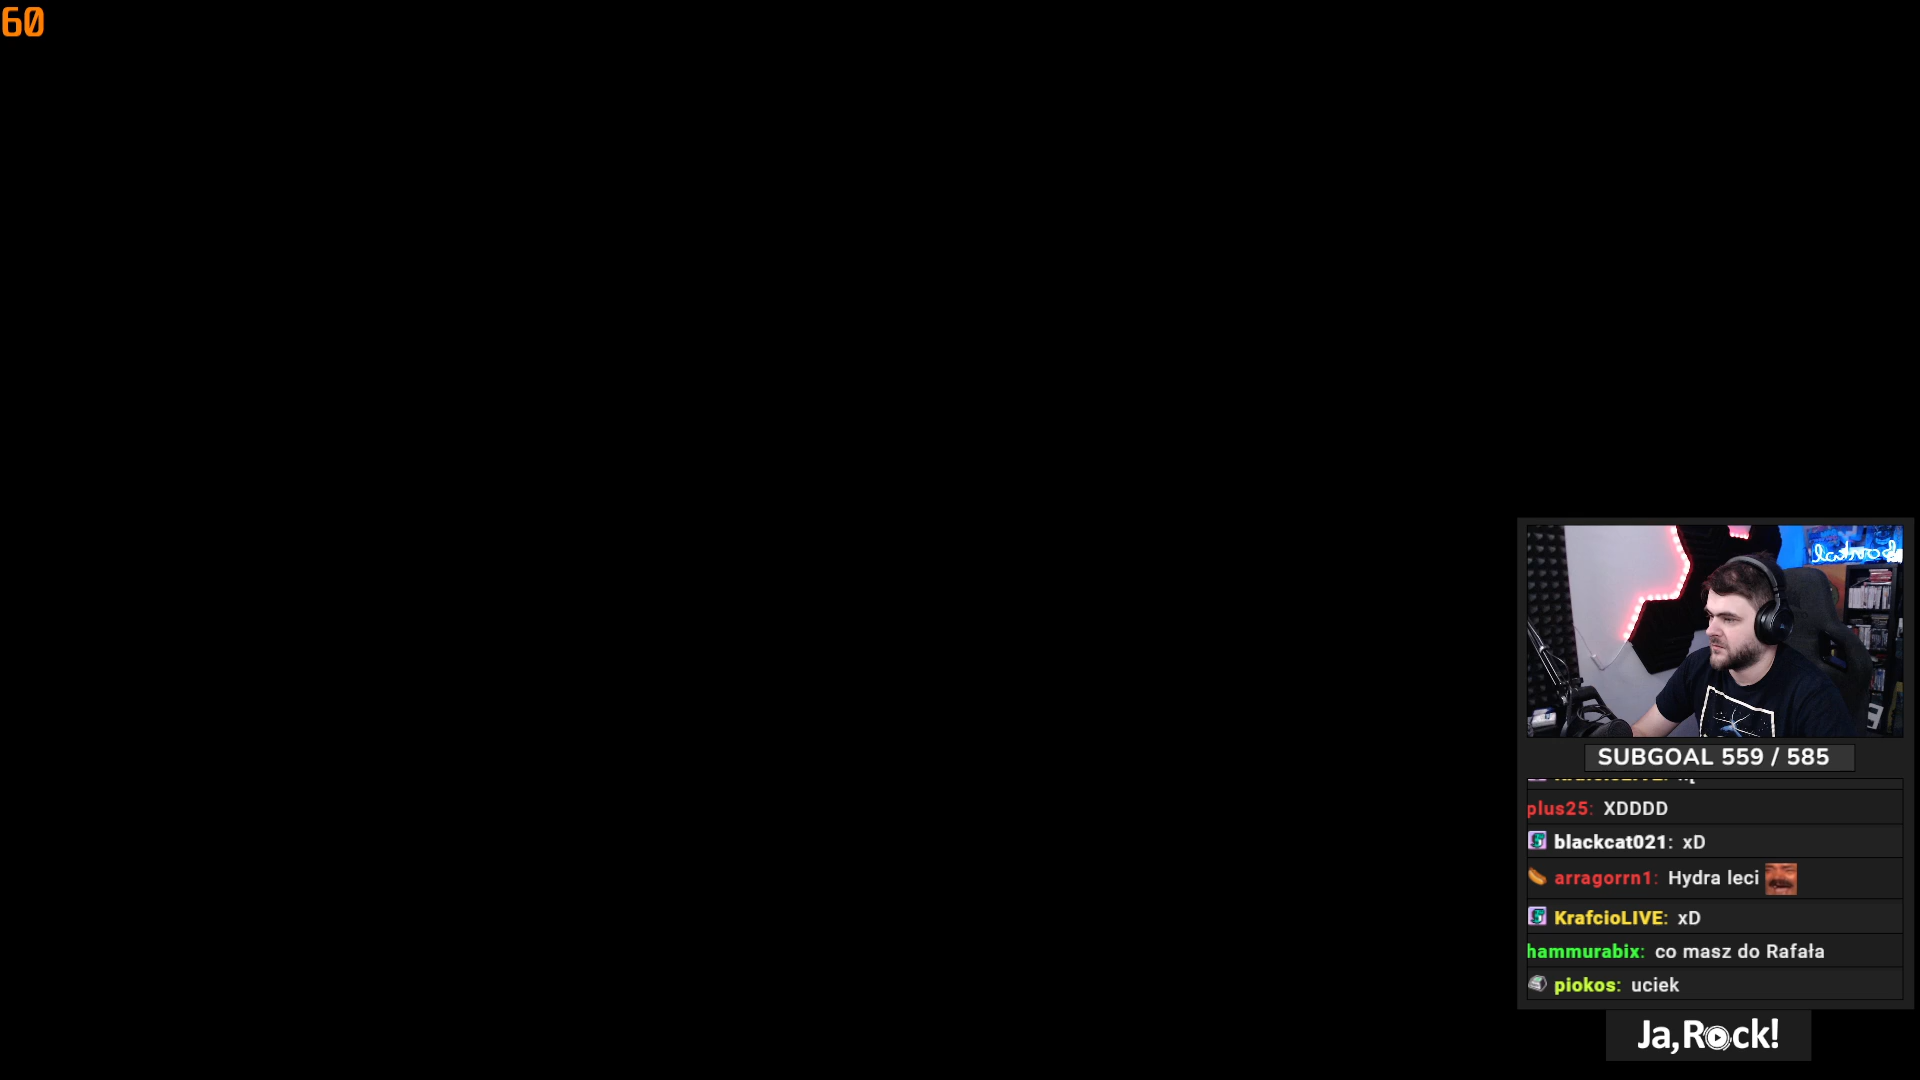 60
SUBGOAL 559 / 585
plus25: XDDDD
blackcat021: xD
arragorrn1: Hydra leci
KrafcioLIVE: xD
hammurabix: co masz do Rafała
piokos: uciek
Ja,Rock!